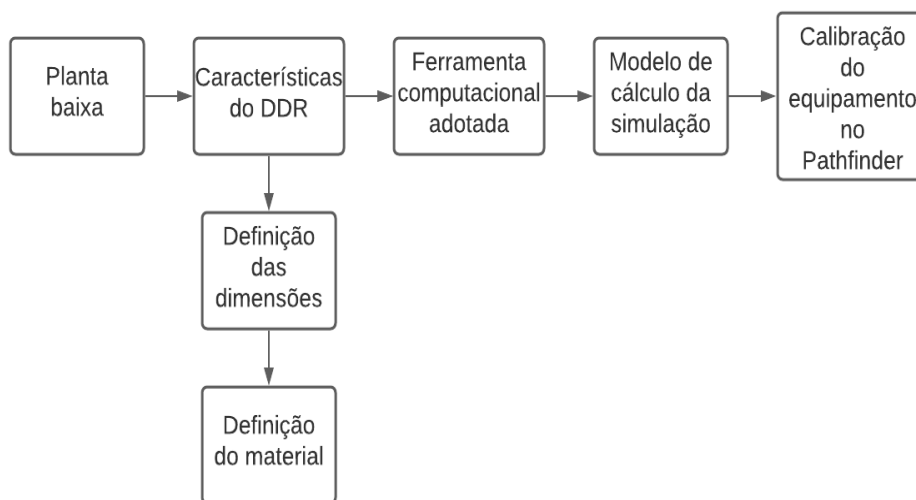 Planta
baixa
Características
do DDR
Ferramenta
computacional
adotada
Modelo de
cálculo da
simulação
Calibração
do
equipamento
no
Pathfinder
Definição
das
dimensões
Definição
do material